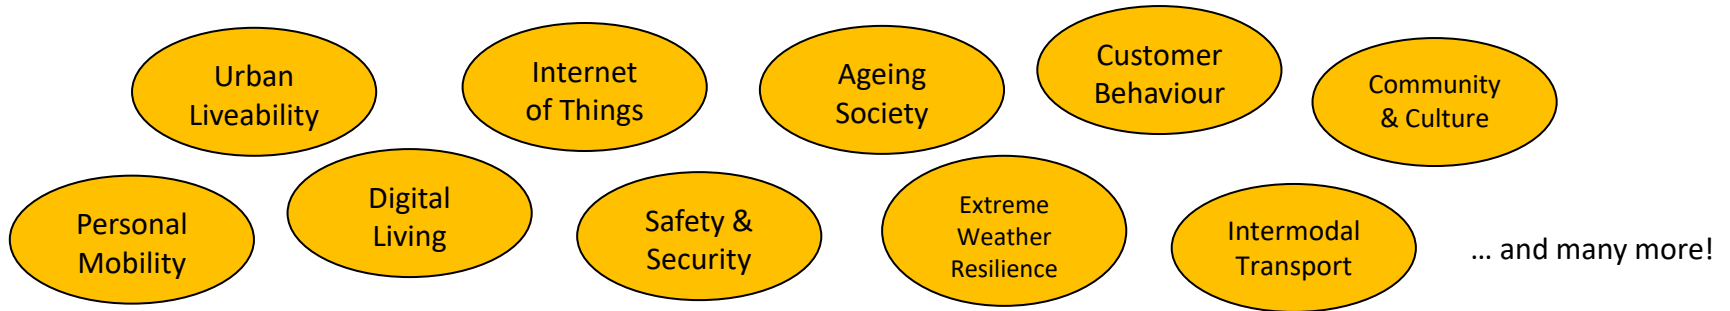 Urban
Liveability
Internet
of Things
Ageing
Society
Customer
Behaviour
Community
& Culture
Personal
Mobility
Digital
Living
Safety &
Security
Extreme
Weather
Resilience
Intermodal
Transport
... and many more!